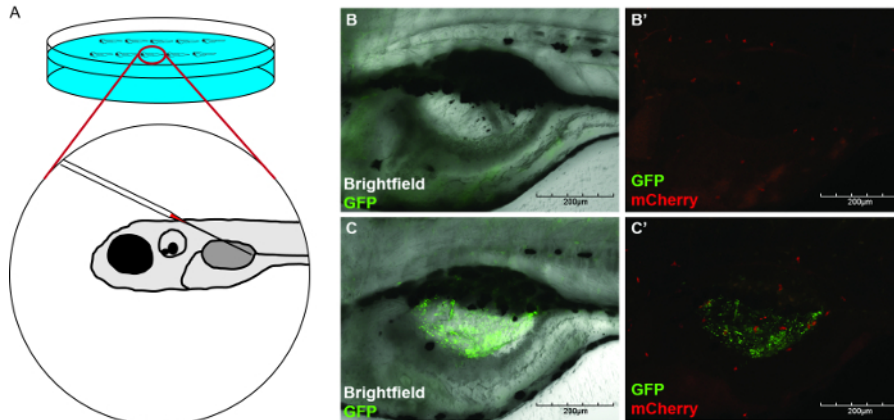 A
B
Brightfield
GFP
200µm
B'
GFP
mCherry
200µm
C
Brightfield
GFP
200µm
C'
GFP
mCherry
200µm